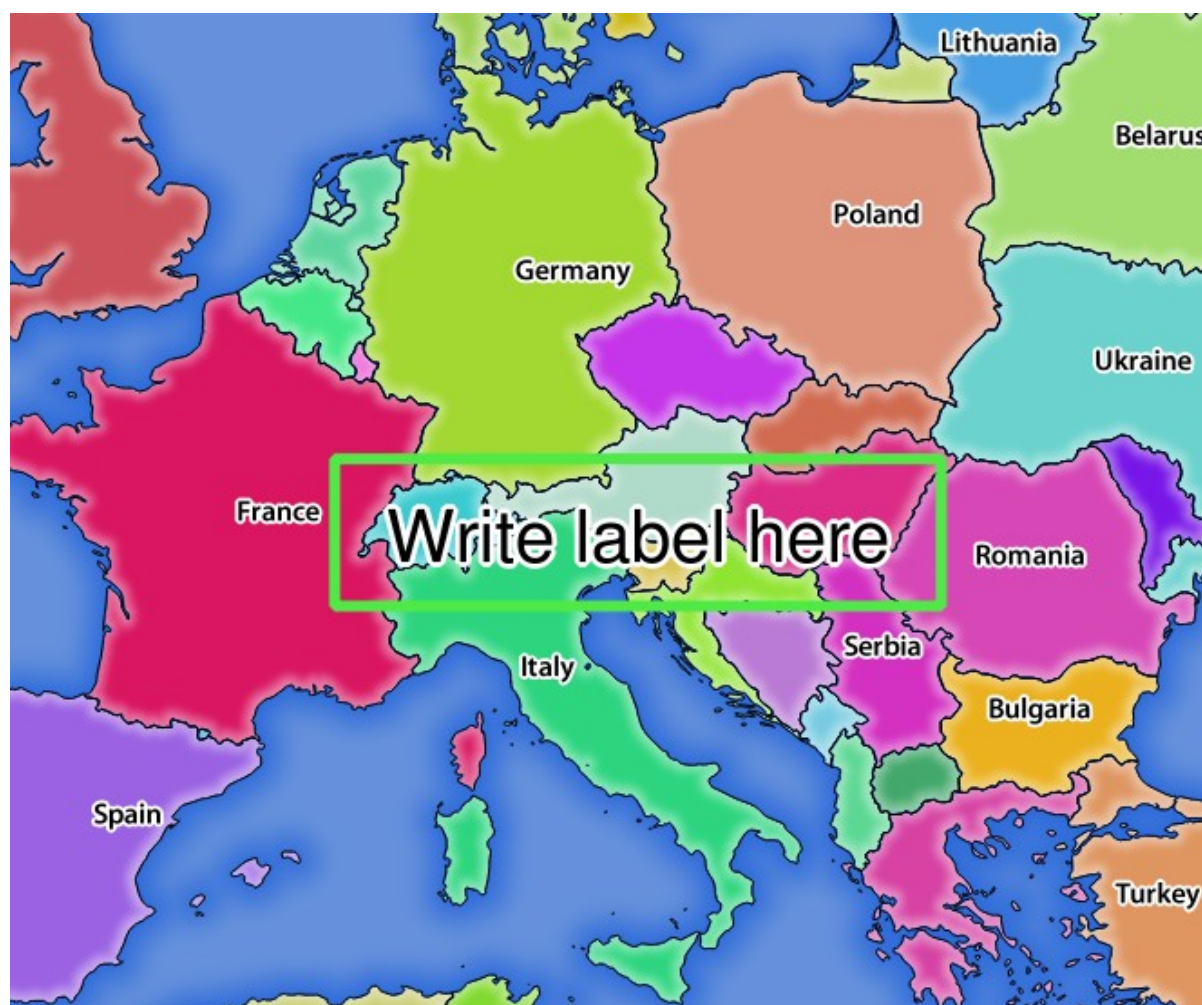 Lithuania
Belarus
Poland
Germany
Ukraine
France
Write label here
Romania
Serbia
Italy
Bulgaria
Spain
Turkey